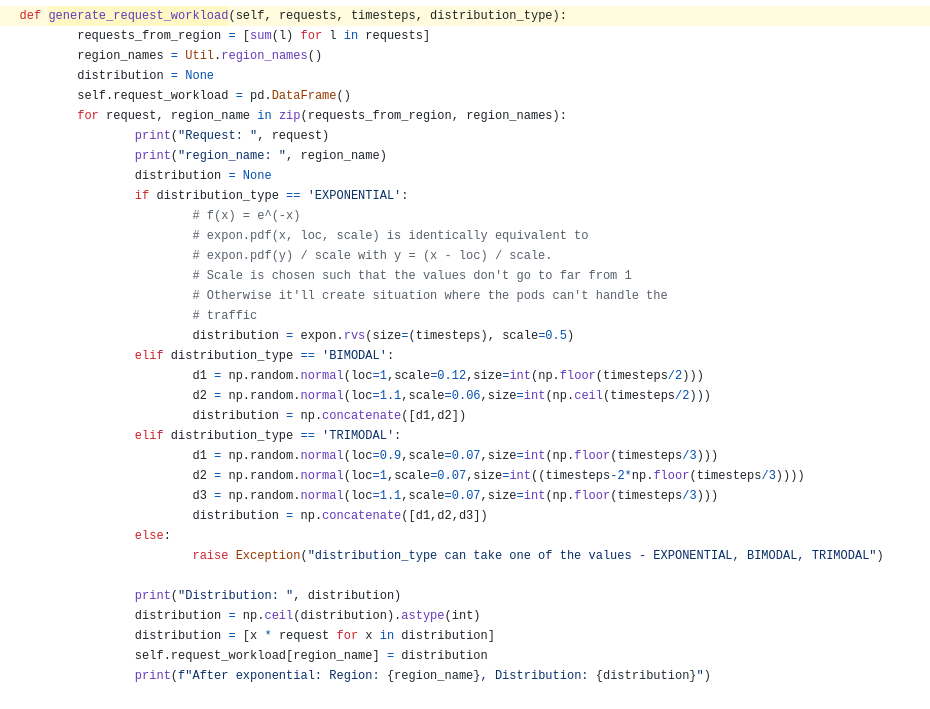 def generate_request_workload(self, requests, timesteps, distribution_type):
        requests_from_region = [sum(l) for l in requests]
        region_names = Util.region_names()
        distribution = None
        self.request_workload = pd.DataFrame()
        for request, region_name in zip(requests_from_region, region_names):
                print("Request: ", request)
                print("region_name: ", region_name)
                distribution = None
                if distribution_type == 'EXPONENTIAL':
                        # f(x) = e^(-x)
                        # expon.pdf(x, loc, scale) is identically equivalent to
                        # expon.pdf(y) / scale with y = (x - loc) / scale.
                        # Scale is chosen such that the values don't go to far from 1
                        # Otherwise it'll create situation where the pods can't handle the
                        # traffic
                        distribution = expon.rvs(size=(timesteps), scale=0.5)
                elif distribution_type == 'BIMODAL':
                        d1 = np.random.normal(loc=1,scale=0.12,size=int(np.floor(timesteps/2)))
                        d2 = np.random.normal(loc=1.1,scale=0.06,size=int(np.ceil(timesteps/2)))
                        distribution = np.concatenate([d1,d2])
                elif distribution_type == 'TRIMODAL':
                        d1 = np.random.normal(loc=0.9,scale=0.07,size=int(np.floor(timesteps/3)))
                        d2 = np.random.normal(loc=1,scale=0.07,size=int((timesteps-2*np.floor(timesteps/3))))
                        d3 = np.random.normal(loc=1.1,scale=0.07,size=int(np.floor(timesteps/3)))
                        distribution = np.concatenate([d1,d2,d3])
                else:
                        raise Exception("distribution_type can take one of the values - EXPONENTIAL, BIMODAL, TRIMODAL")

                print("Distribution: ", distribution)
                distribution = np.ceil(distribution).astype(int)
                distribution = [x * request for x in distribution]
                self.request_workload[region_name] = distribution
                print(f"After exponential: Region: {region_name}, Distribution: {distribution}")